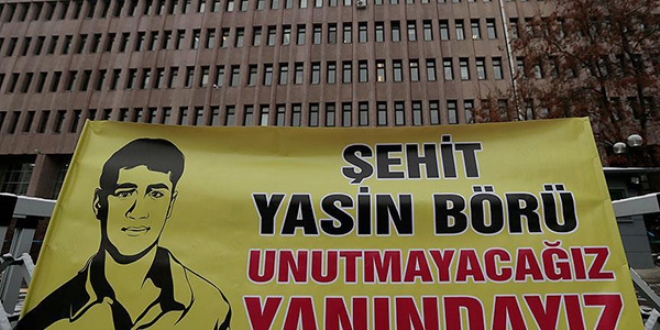 ŞEHİT
YASİN BÖRÜ
UNUTMAYACAĞIZ
YANINDAYIZ